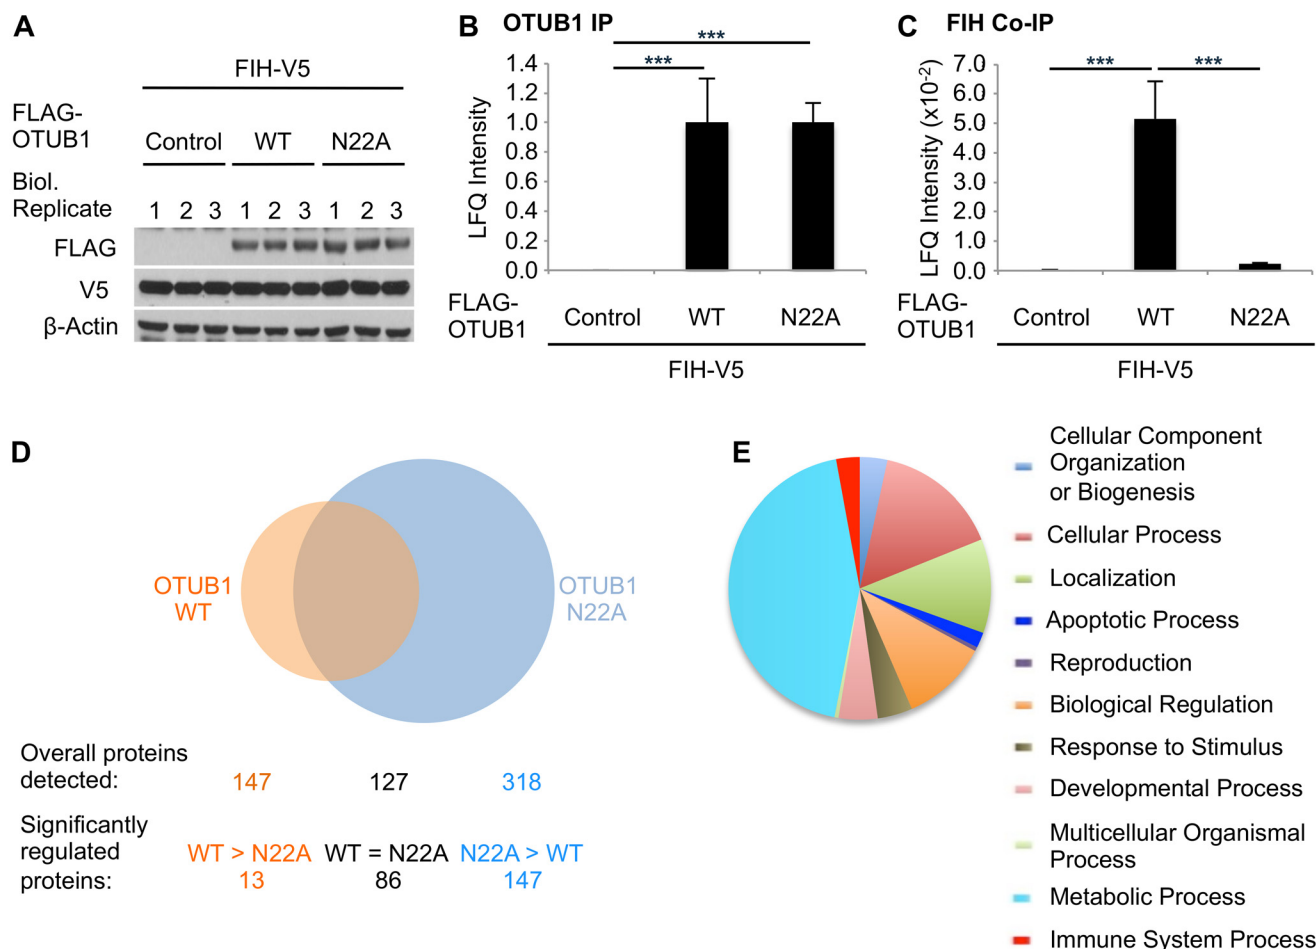 A
FIH-V5
FLAG-
OTUB1
Control WT N22A
Biol.
Replicate
1 2 3 1 2 3 1 2 3
FLAG
V5
β-Actin
B OTUB1 IP
***
***
LFQ Intensity
1.4
1.2
1.0
0.8
0.6
0.4
0.2
0.0
FLAG-
OTUB1
Control WT N22A
FIH-V5
C FIH Co-IP
*** ***
LFQ Intensity (x10-2)
7.0
6.0
5.0
4.0
3.0
2.0
1.0
0.0
FLAG-
OTUB1
Control WT N22A
FIH-V5
D
OTUB1
WT
OTUB1
N22A
Overall proteins
detected:
147 127 318
Significantly
regulated
proteins:
WT > N22A WT = N22A N22A > WT
13 86 147
E
Cellular Component
Organization
or Biogenesis
Cellular Process
Localization
Apoptotic Process
Reproduction
Biological Regulation
Response to Stimulus
Developmental Process
Multicellular Organismal
Process
Metabolic Process
Immune System Process